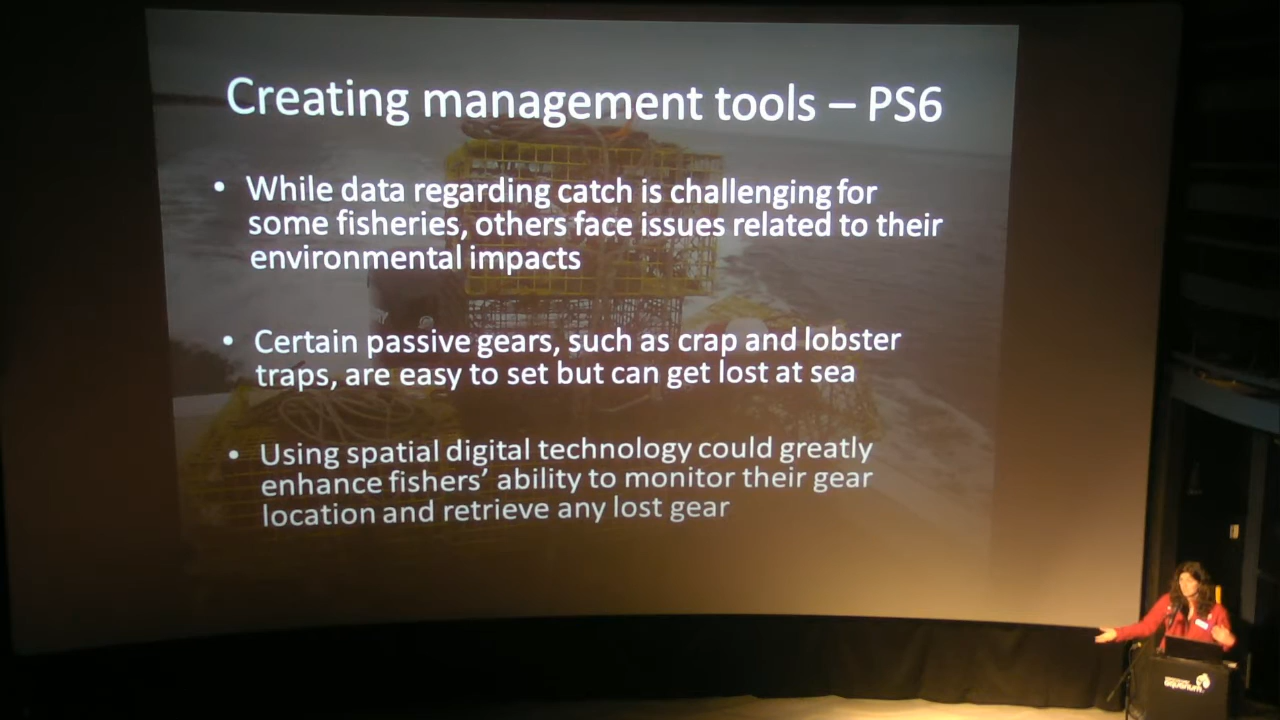 Creating management tools – PS6
• While data regarding catch is challenging for
some fisheries, others face issues related to their
environmental impacts
• Certain passive gears, such as crap and lobster
traps, are easy to set but can get lost at sea
• Using spatial digital technology could greatly
enhance fishers’ ability to monitor their gear
location and retrieve any lost gear
aquarium